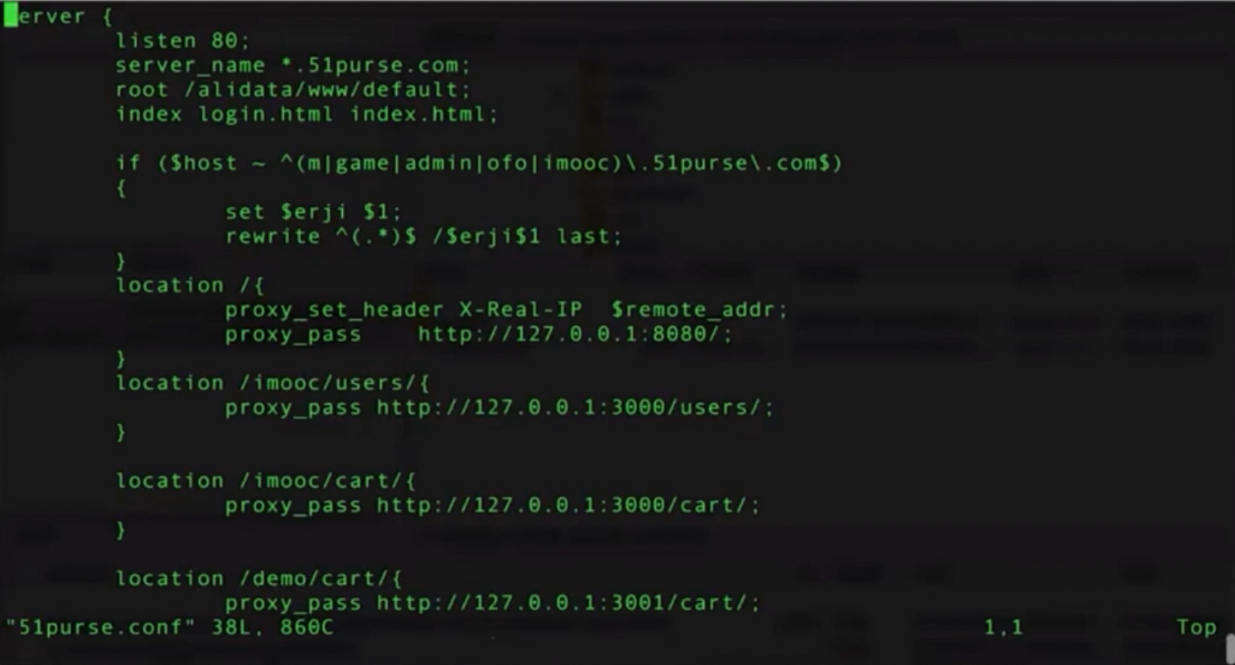 erver {
listen 80;
server_name *.51purse.com;
root /alidata/www/default;
index login.html index.html;
if ($host ~ ^(m|game|admin|ofo|imooc)\.51purse\.com$)
{
set $erji $1;
rewrite ^(.*)$ /$erji$1 last;
}
location /{
proxy_set_header X-Real-IP $remote_addr;
proxy_pass http://127.0.0.1:8080/;
}
location /imooc/users/{
proxy_pass http://127.0.0.1:3000/users/;
}
location /imooc/cart/{
proxy_pass http://127.0.0.1:3000/cart/;
}
location /demo/cart/{
proxy_pass http://127.0.0.1:3001/cart/;
"51purse.conf" 38L, 860C 1,1 Top